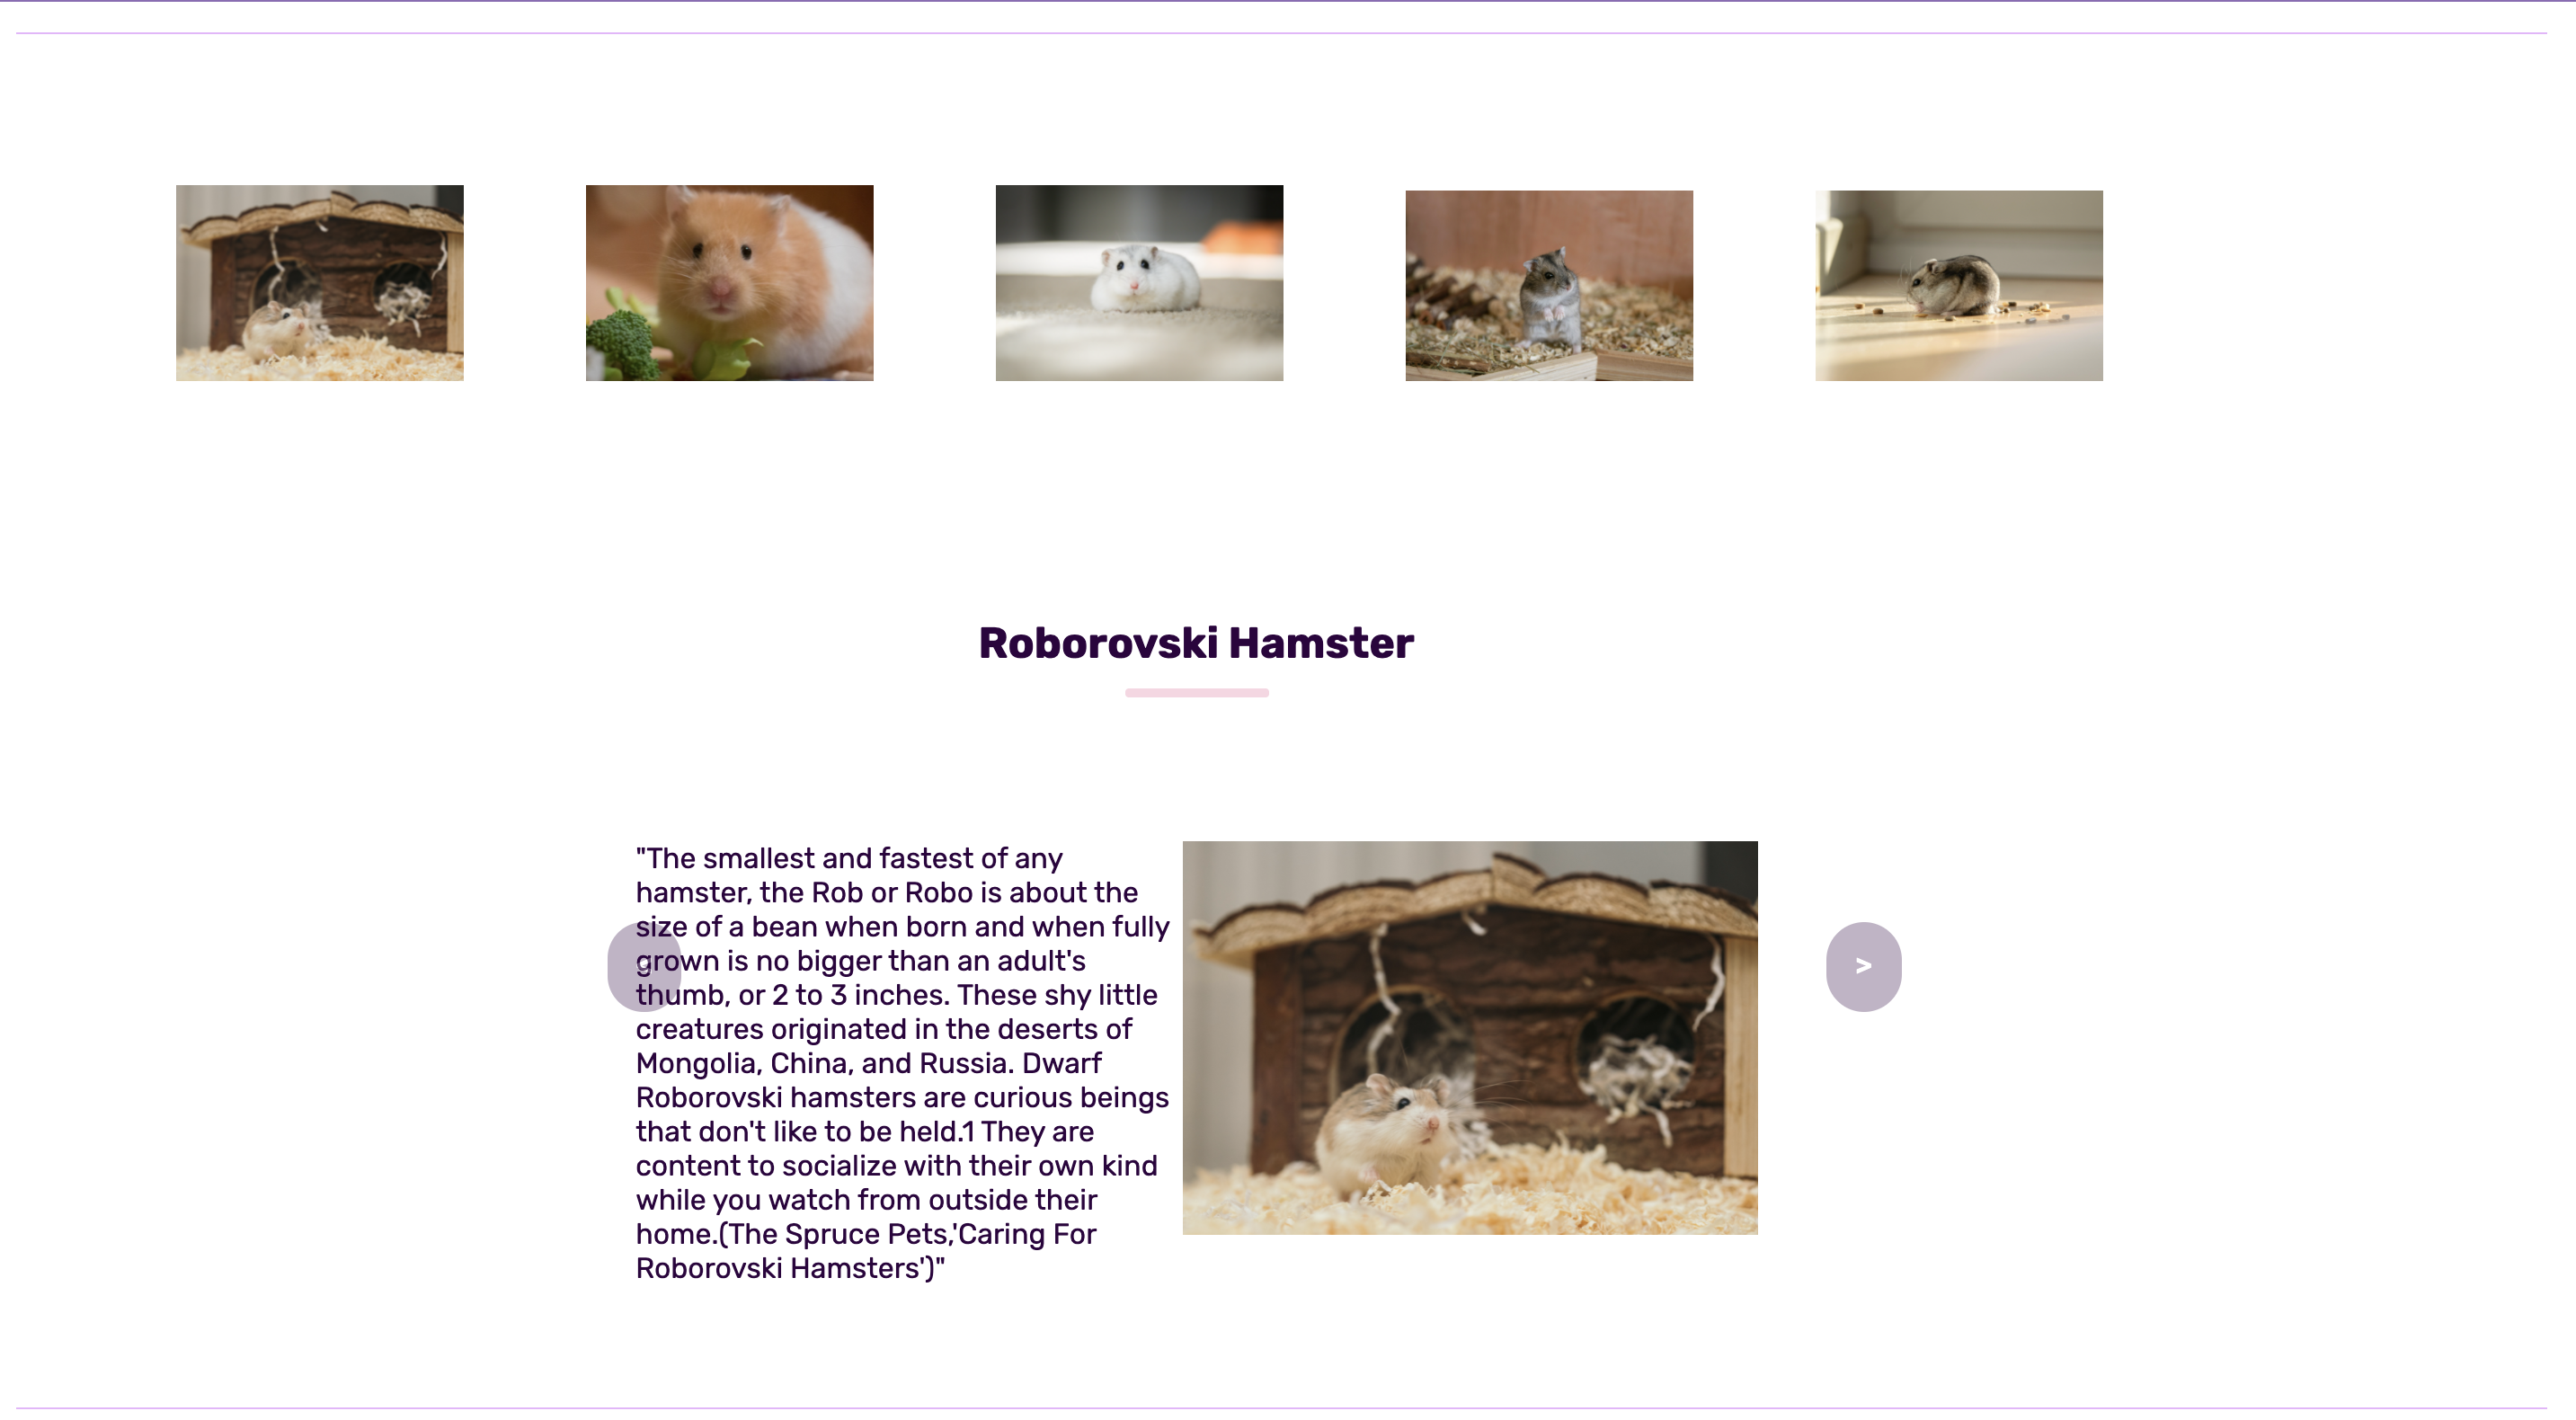 Roborovski Hamster
"The smallest and fastest of any
hamster, the Rob or Robo is about the
size of a bean when born and when fully
grown is no bigger than an adult's
>
thumb, or 2 to 3 inches. These shy little
creatures originated in the deserts of
Mongolia, China, and Russia. Dwarf
Roborovski hamsters are curious beings
that don't like to be held.1 They are
content to socialize with their own kind
while you watch from outside their
home.(The Spruce Pets,'Caring For
Roborovski Hamsters')"